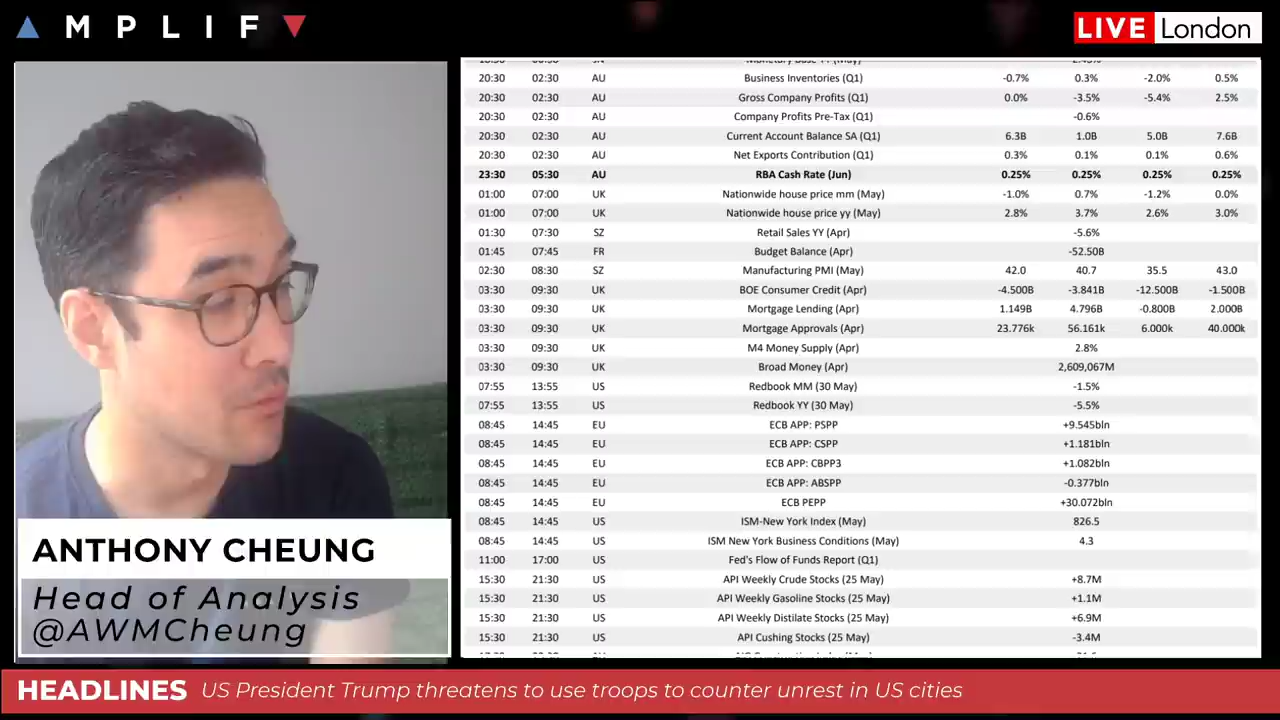 AMPLIFY
LIVE London
20:30 02:30 AU Business Inventories (Q1) -0.7% 0.3% -2.0% 0.5%
20:30 02:30 AU Gross Company Profits (Q1) 0.0% -3.5% -5.4% 2.5%
20:30 02:30 AU Company Profits Pre-Tax (Q1) -0.6%
20:30 02:30 AU Current Account Balance SA (Q1) 6.3B 1.0B 5.0B 7.6B
20:30 02:30 AU Net Exports Contribution (Q1) 0.3% 0.1% 0.1% 0.6%
23:30 05:30 AU RBA Cash Rate (Jun) 0.25% 0.25% 0.25% 0.25%
01:00 07:00 UK Nationwide house price mm (May) -1.0% 0.7% -1.2% 0.0%
01:00 07:00 UK Nationwide house price yy (May) 2.8% 3.7% 2.6% 3.0%
01:30 07:30 SZ Retail Sales YY (Apr) -5.6%
01:45 07:45 FR Budget Balance (Apr) -52.50B
02:30 08:30 SZ Manufacturing PMI (May) 42.0 40.7 35.5 43.0
03:30 09:30 UK BOE Consumer Credit (Apr) -4.500B -3.841B -12.500B -1.500B
03:30 09:30 UK Mortgage Lending (Apr) 1.149B 4.796B -0.800B 2.000B
03:30 09:30 UK Mortgage Approvals (Apr) 23.776k 56.161k 6.000k 40.000k
03:30 09:30 UK M4 Money Supply (Apr) 2.8%
03:30 09:30 UK Broad Money (Apr) 2,609,067M
07:55 13:55 US Redbook MM (30 May) -1.5%
07:55 13:55 US Redbook YY (30 May) -5.5%
08:45 14:45 EU ECB APP: PSPP +9.545bln
08:45 14:45 EU ECB APP: CSPP +1.181bln
08:45 14:45 EU ECB APP: CBPP3 +1.082bln
08:45 14:45 EU ECB APP: ABSPP -0.377bln
08:45 14:45 EU ECB PEPP +30.072bln
08:45 14:45 US ISM-New York Index (May) 826.5
08:45 14:45 US ISM New York Business Conditions (May) 4.3
11:00 17:00 US Fed's Flow of Funds Report (Q1)
15:30 21:30 US API Weekly Crude Stocks (25 May) +8.7M
15:30 21:30 US API Weekly Gasoline Stocks (25 May) +1.1M
15:30 21:30 US API Weekly Distilate Stocks (25 May) +6.9M
15:30 21:30 US API Cushing Stocks (25 May) -3.4M
ANTHONY CHEUNG
Head of Analysis
@AWMCheung
HEADLINES US President Trump threatens to use troops to counter unrest in US cities